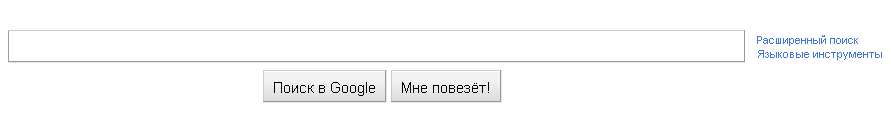 Расширенный поиск
Языковые инструменты
Поиск в Google
Мне повезёт!